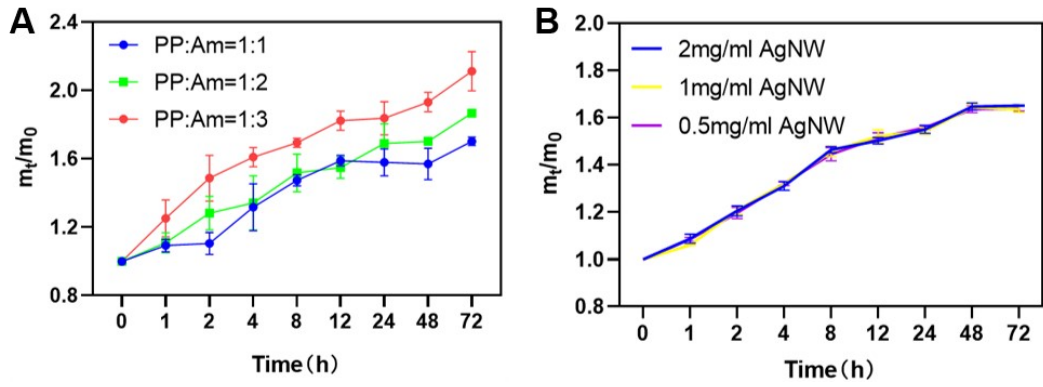 A
2.4
2.0
1.6
1.2
0.8
mt/m0
PP:Am=1:1
PP:Am=1:2
PP:Am=1:3
0 1 2 4 8 12 24 48 72
Time(h)
B
2.0
1.8
1.6
1.4
1.2
1.0
0.8
mt/m0
2mg/ml AgNW
1mg/ml AgNW
0.5mg/ml AgNW
0 1 2 4 8 12 24 48 72
Time(h)